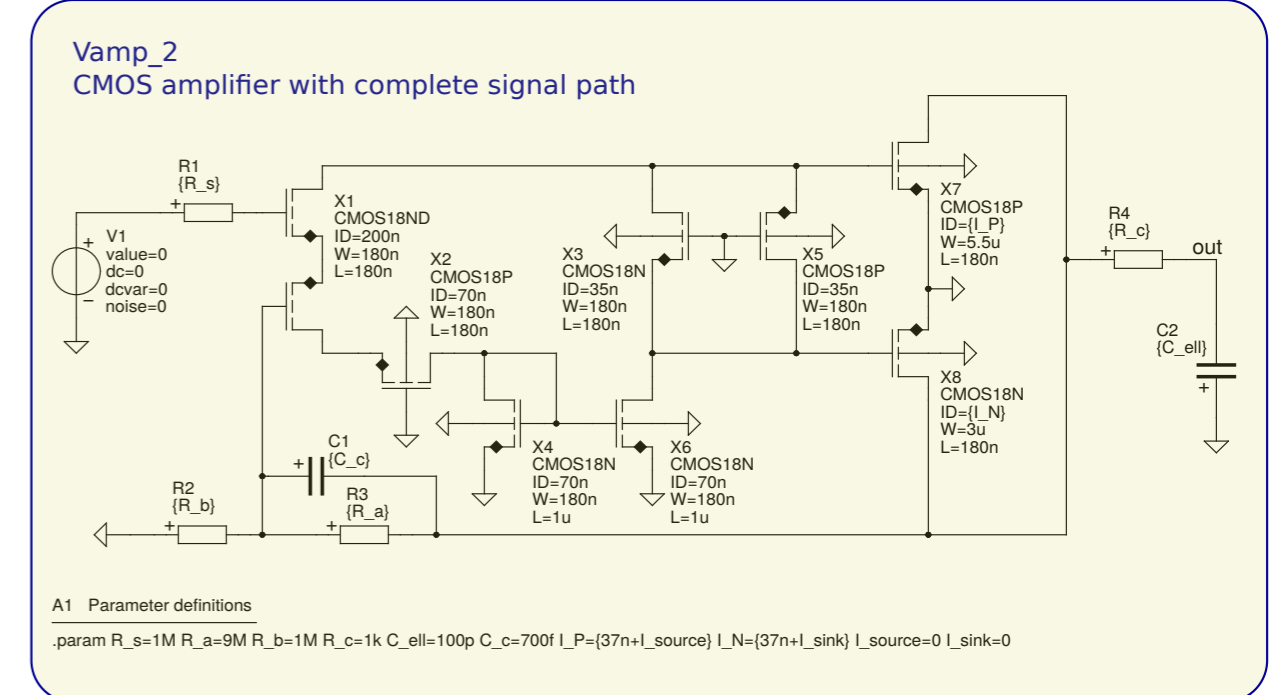 Vamp_2
CMOS amplifier with complete signal path
R1
{R_s}
V1
value=0
dc=0
dcvar=0
noise=0
+
−
+
X1
CMOS18ND
ID=200n
W=180n
L=180n
X2
CMOS18P
ID=70n
W=180n
L=180n
X3
CMOS18N
ID=35n
W=180n
L=180n
X5
CMOS18P
ID=35n
W=180n
L=180n
X7
CMOS18P
ID={I_P}
W=5.5u
L=180n
R4
{R_c}
+
out
C2
{C_ell}
+
X8
CMOS18N
ID={I_N}
W=3u
L=180n
X4
CMOS18N
ID=70n
W=180n
L=1u
X6
CMOS18N
ID=70n
W=180n
L=1u
C1
{C_c}
+
R2
{R_b}
+
R3
{R_a}
+
A1 Parameter definitions
.param R_s=1M R_a=9M R_b=1M R_c=1k C_ell=100p C_c=700f I_P={37n+I_source} I_N={37n+I_sink} I_source=0 I_sink=0